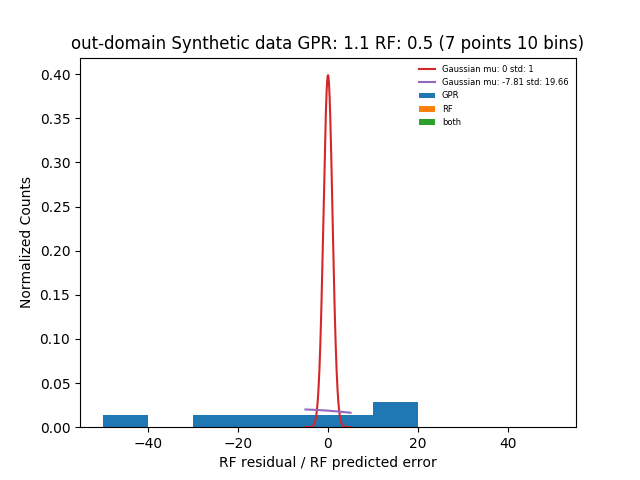 out-domain Synthetic data GPR: 1.1 RF: 0.5 (7 points 10 bins)
Gaussian mu: 0 std: 1
Gaussian mu: -7.81 std: 19.66
GPR
RF
both
Normalized Counts
0.40
0.35
0.30
0.25
0.20
0.15
0.10
0.05
0.00
−40
−20
0
20
40
RF residual / RF predicted error